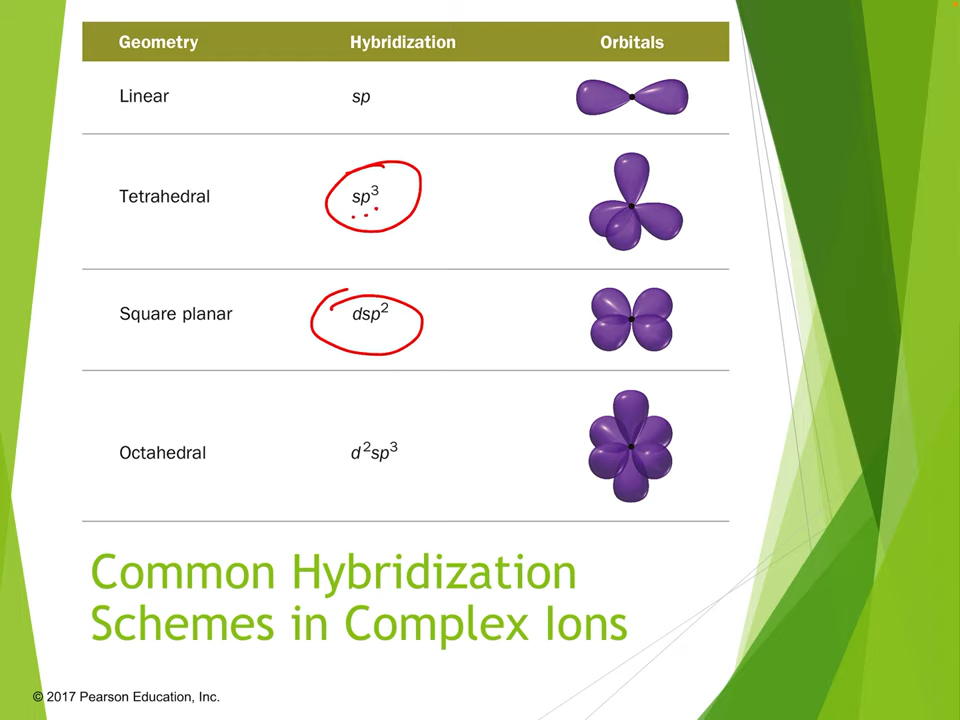 Geometry Hybridization Orbitals
Linear sp
Tetrahedral sp³
Square planar dsp²
Octahedral d²sp³
Common Hybridization
Schemes in Complex Ions
© 2017 Pearson Education, Inc.